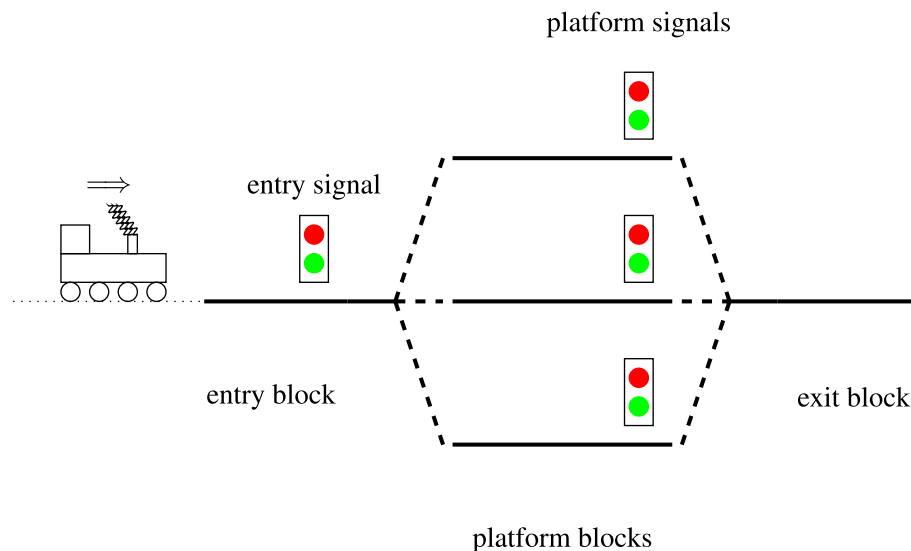 platform signals
entry signal
entry block
exit block
platform blocks